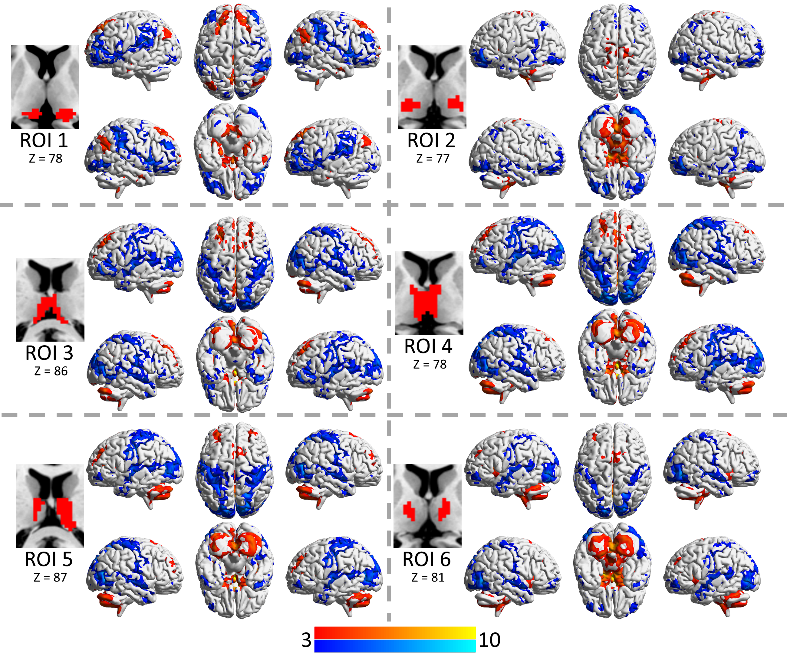 ROI 1
Z = 78
ROI 2
Z = 77
ROI 3
Z = 86
ROI 4
Z = 78
ROI 5
Z = 87
ROI 6
Z = 81
3 10